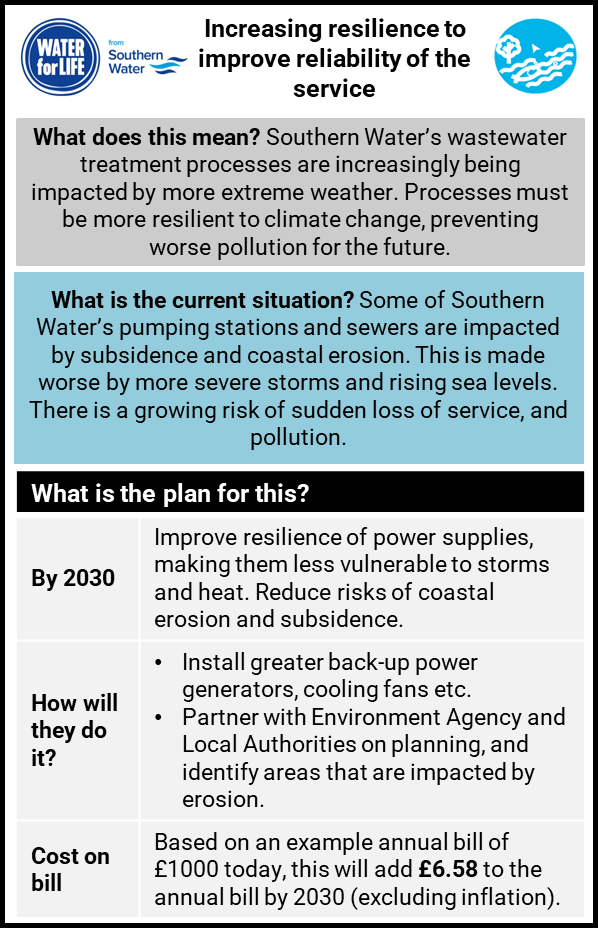 WATER
for LIFE
from
Southern
Water
Increasing resilience to
improve reliability of the
service
What does this mean? Southern Water’s wastewater
treatment processes are increasingly being
impacted by more extreme weather. Processes must
be more resilient to climate change, preventing
worse pollution for the future.
What is the current situation? Some of Southern
Water’s pumping stations and sewers are impacted
by subsidence and coastal erosion. This is made
worse by more severe storms and rising sea levels.
There is a growing risk of sudden loss of service, and
pollution.
What is the plan for this?
By 2030
Improve resilience of power supplies,
making them less vulnerable to storms
and heat. Reduce risks of coastal
erosion and subsidence.
How will
they do
it?
• Install greater back-up power
generators, cooling fans etc.
• Partner with Environment Agency and
Local Authorities on planning, and
identify areas that are impacted by
erosion.
Cost on
bill
Based on an example annual bill of
£1000 today, this will add £6.58 to the
annual bill by 2030 (excluding inflation).